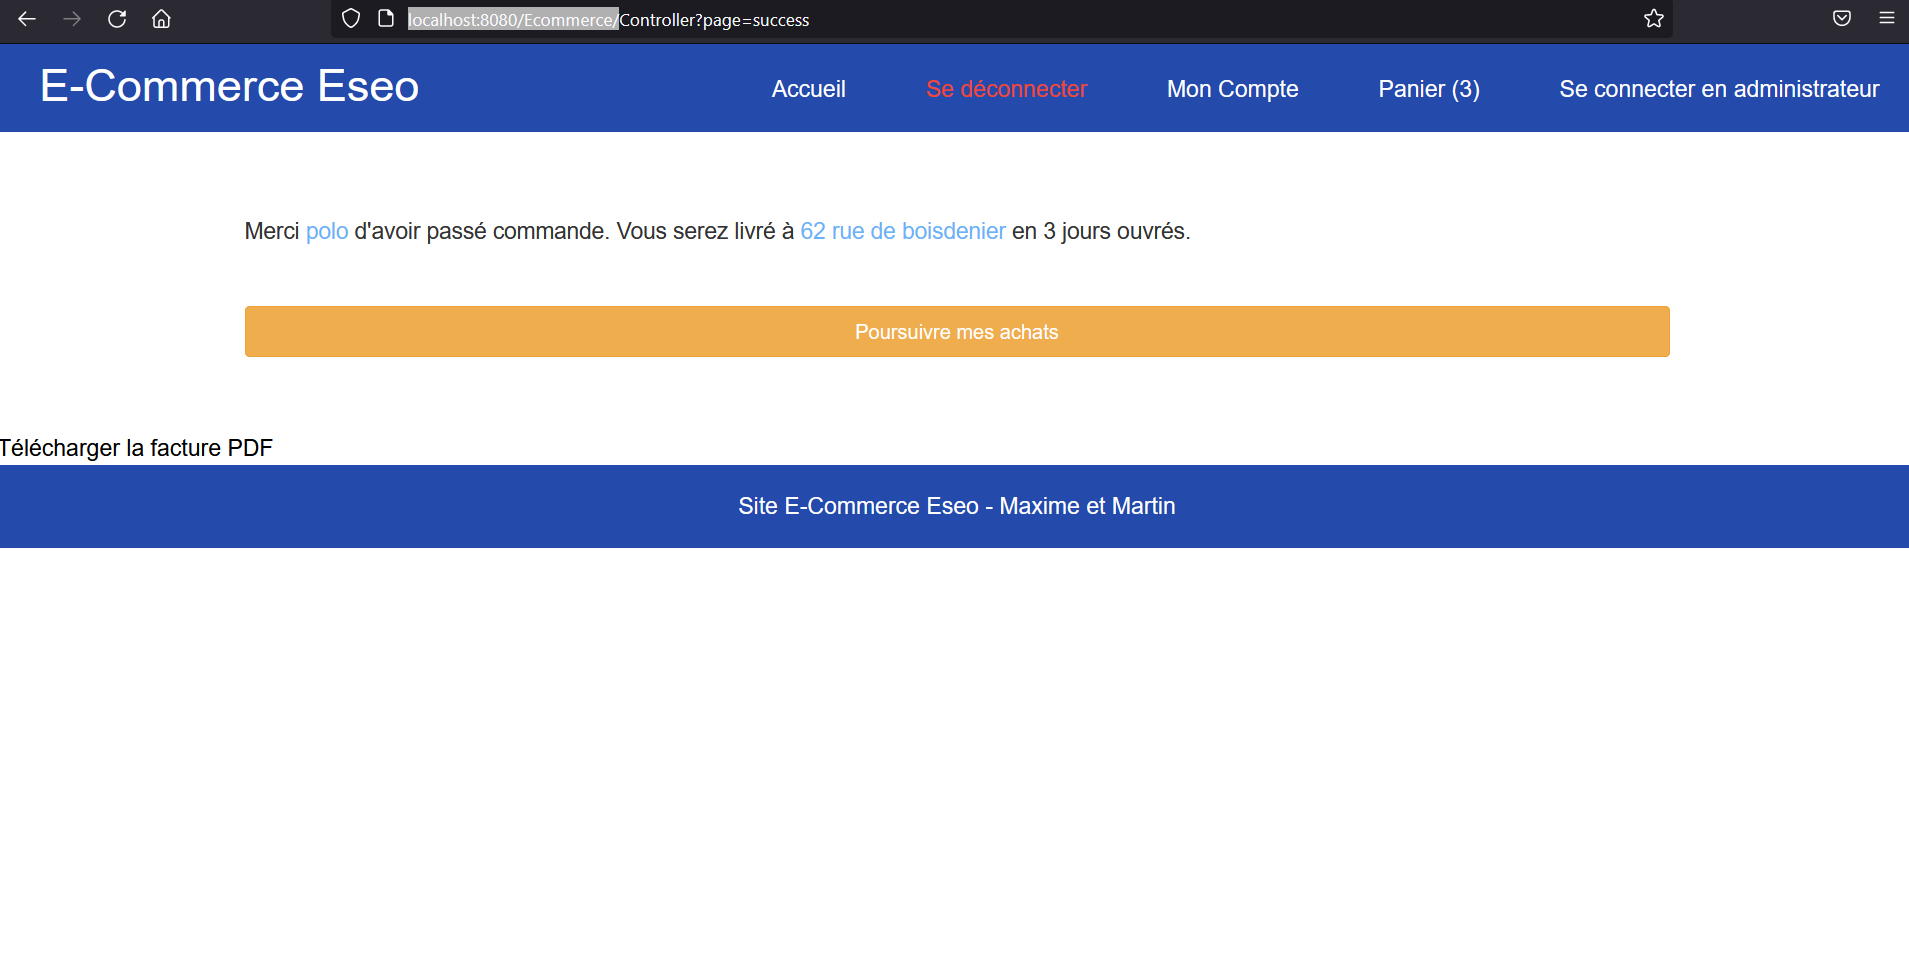 localhost:8080/Ecommerce/Controller?page=success
E-Commerce Eseo
Accueil
Se déconnecter
Mon Compte
Panier (3)
Se connecter en administrateur
Merci polo d'avoir passé commande. Vous serez livré à 62 rue de boisdenier en 3 jours ouvrés.
Poursuivre mes achats
Télécharger la facture PDF
Site E-Commerce Eseo - Maxime et Martin